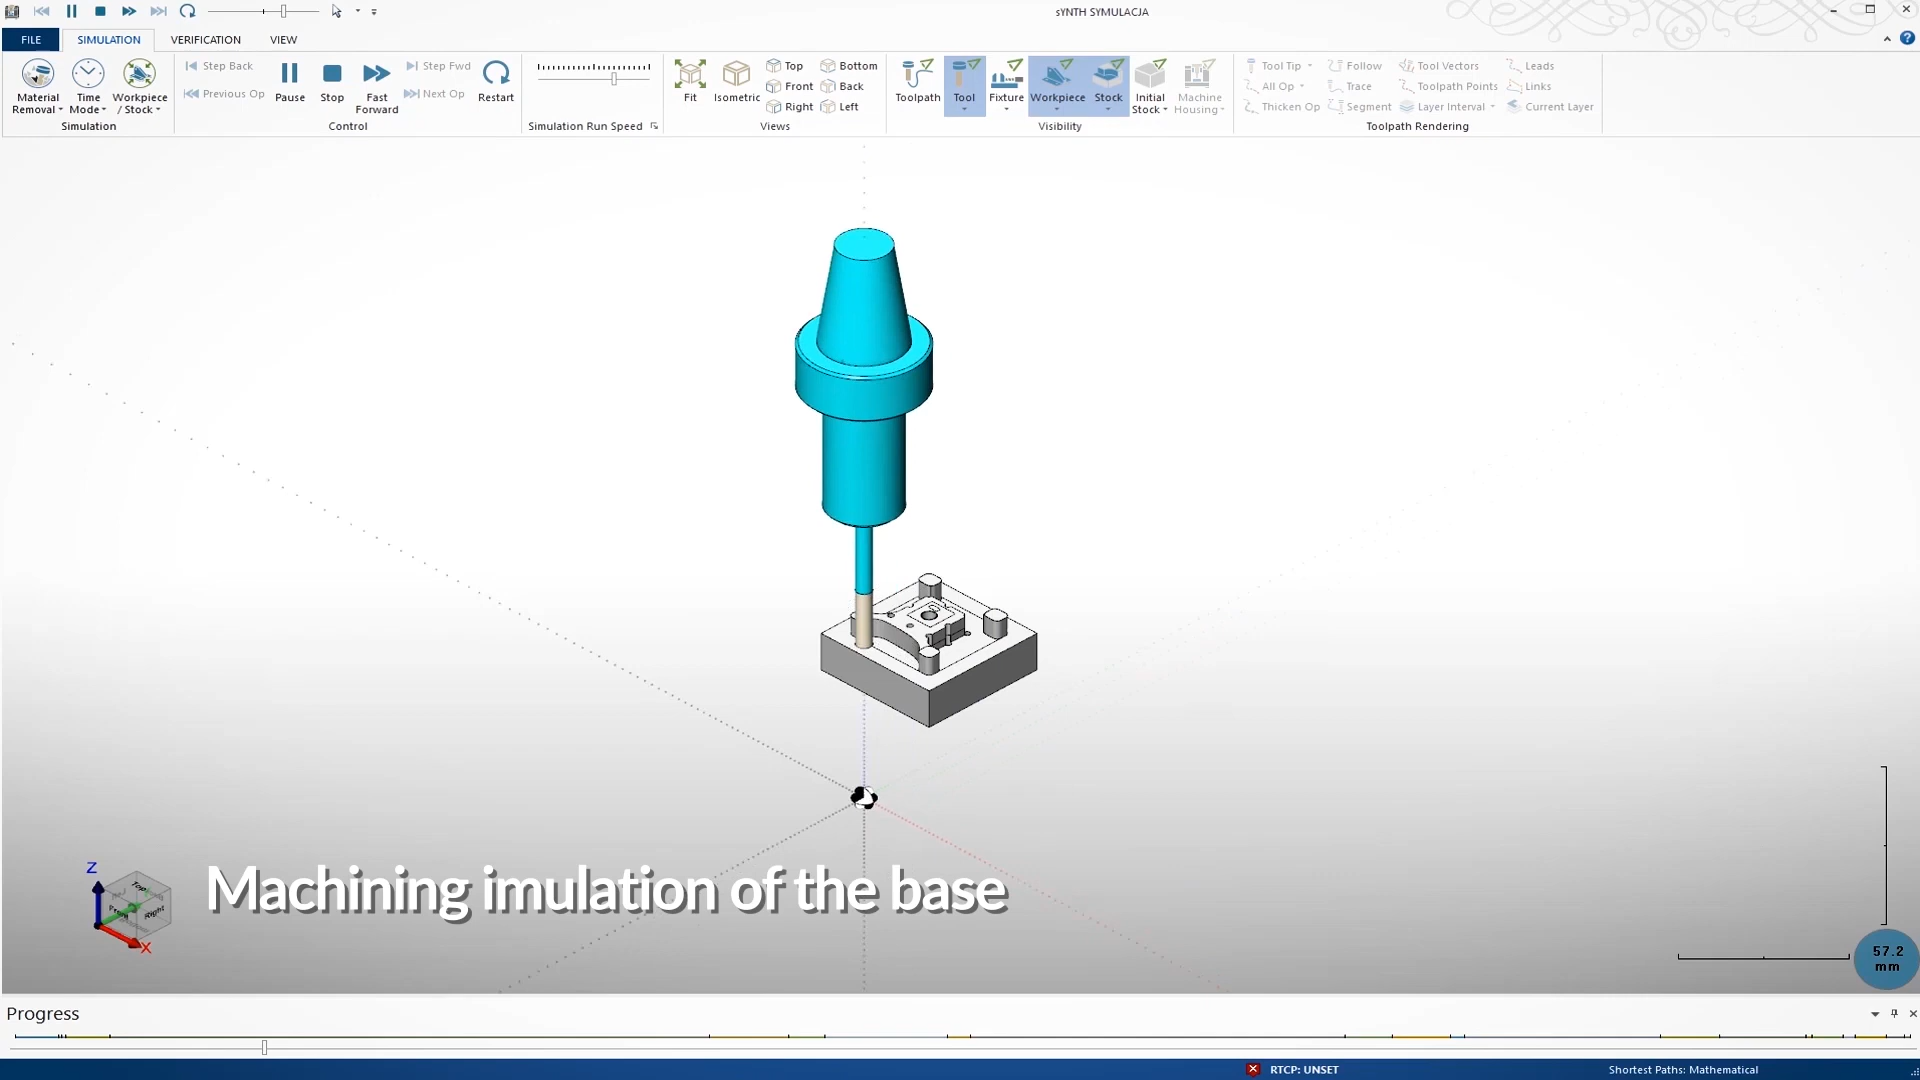 sYNTH SYMULACJA
FILE SIMULATION VERIFICATION VIEW
Material Removal
Time Mode
Workpiece / Stock
Simulation
Step Back
Previous Op
Pause
Stop
Fast Forward
Step Fwd
Next Op
Restart
Control
Simulation Run Speed
Fit
Isometric
Top
Front
Right
Bottom
Back
Left
Views
Toolpath
Tool
Fixture
Workpiece
Stock
Initial Stock
Machine Housing
Visibility
Tool Tip
All Op
Thicken Op
Follow
Trace
Segment
Tool Vectors
Toolpath Points
Layer Interval
Leads
Links
Current Layer
Toolpath Rendering
Z
Top
Front
Right
X
Machining imulation of the base
57.2
mm
Progress
RTCP: UNSET
Shortest Paths: Mathematical